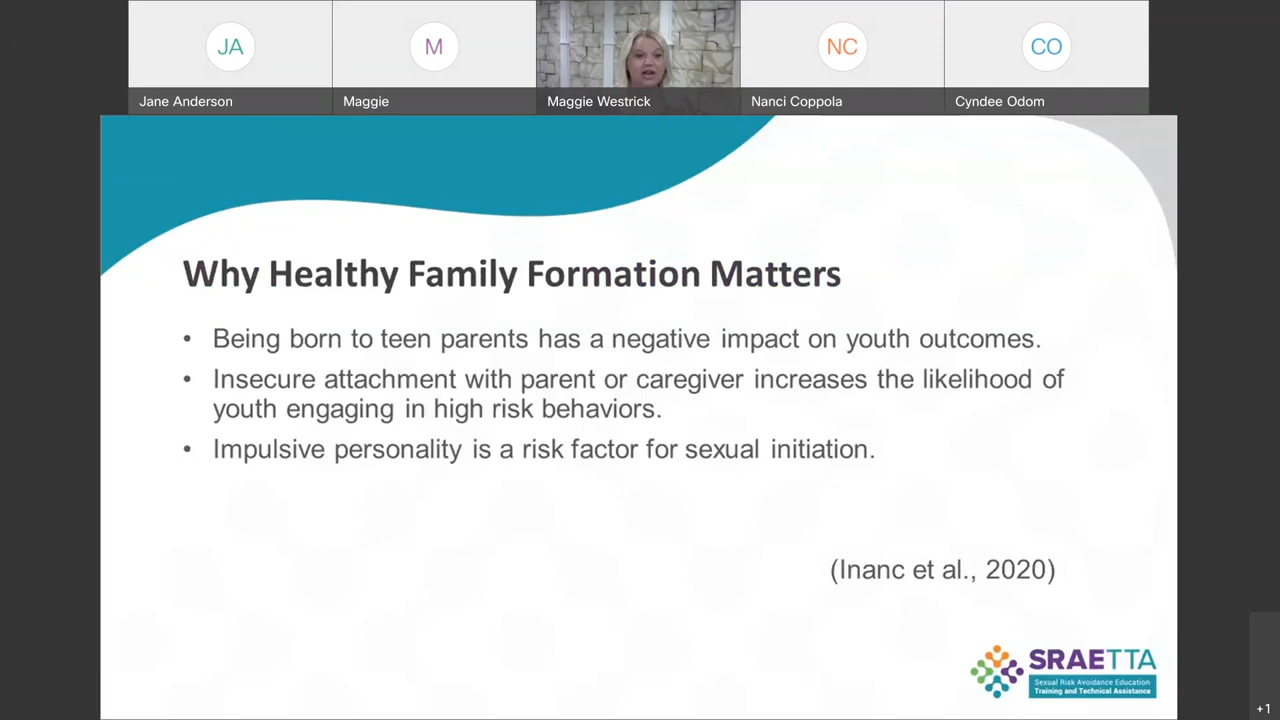 JA
M
NC
CO
Jane Anderson
Maggie
Maggie Westrick
Nanci Coppola
Cyndee Odom
Why Healthy Family Formation Matters
• Being born to teen parents has a negative impact on youth outcomes.
• Insecure attachment with parent or caregiver increases the likelihood of
youth engaging in high risk behaviors.
• Impulsive personality is a risk factor for sexual initiation.
(Inanc et al., 2020)
SRAETTA
Sexual Risk Avoidance Education
Training and Technical Assistance
+1